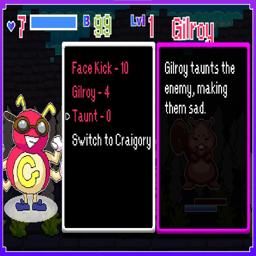 7 B 99 Lvl 1 Gilroy
Face Kick - 10
Gilroy - 4
Taunt - 0
Switch to Craigory
Gilroy taunts the
enemy, making
them sad.
G